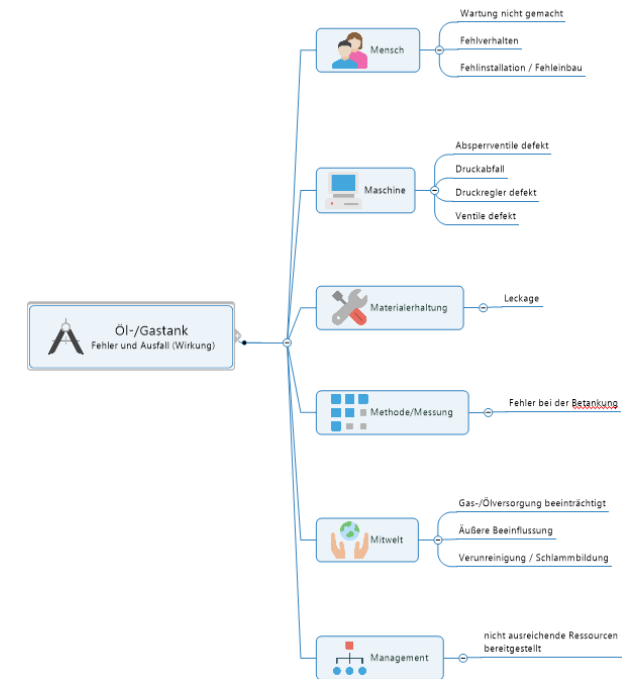 Öl-/Gastank
Fehler und Ausfall (Wirkung)
Mensch
Wartung nicht gemacht
Fehlverhalten
Fehlinstallation / Fehleinbau
Maschine
Absperrventile defekt
Druckabfall
Druckregler defekt
Ventile defekt
Materialerhaltung
Leckage
Methode/Messung
Fehler bei der Betankung
Mitwelt
Gas-/Ölversorgung beeinträchtigt
Äußere Beeinflussung
Verunreinigung / Schlammbildung
Management
nicht ausreichende Ressourcen
bereitgestellt